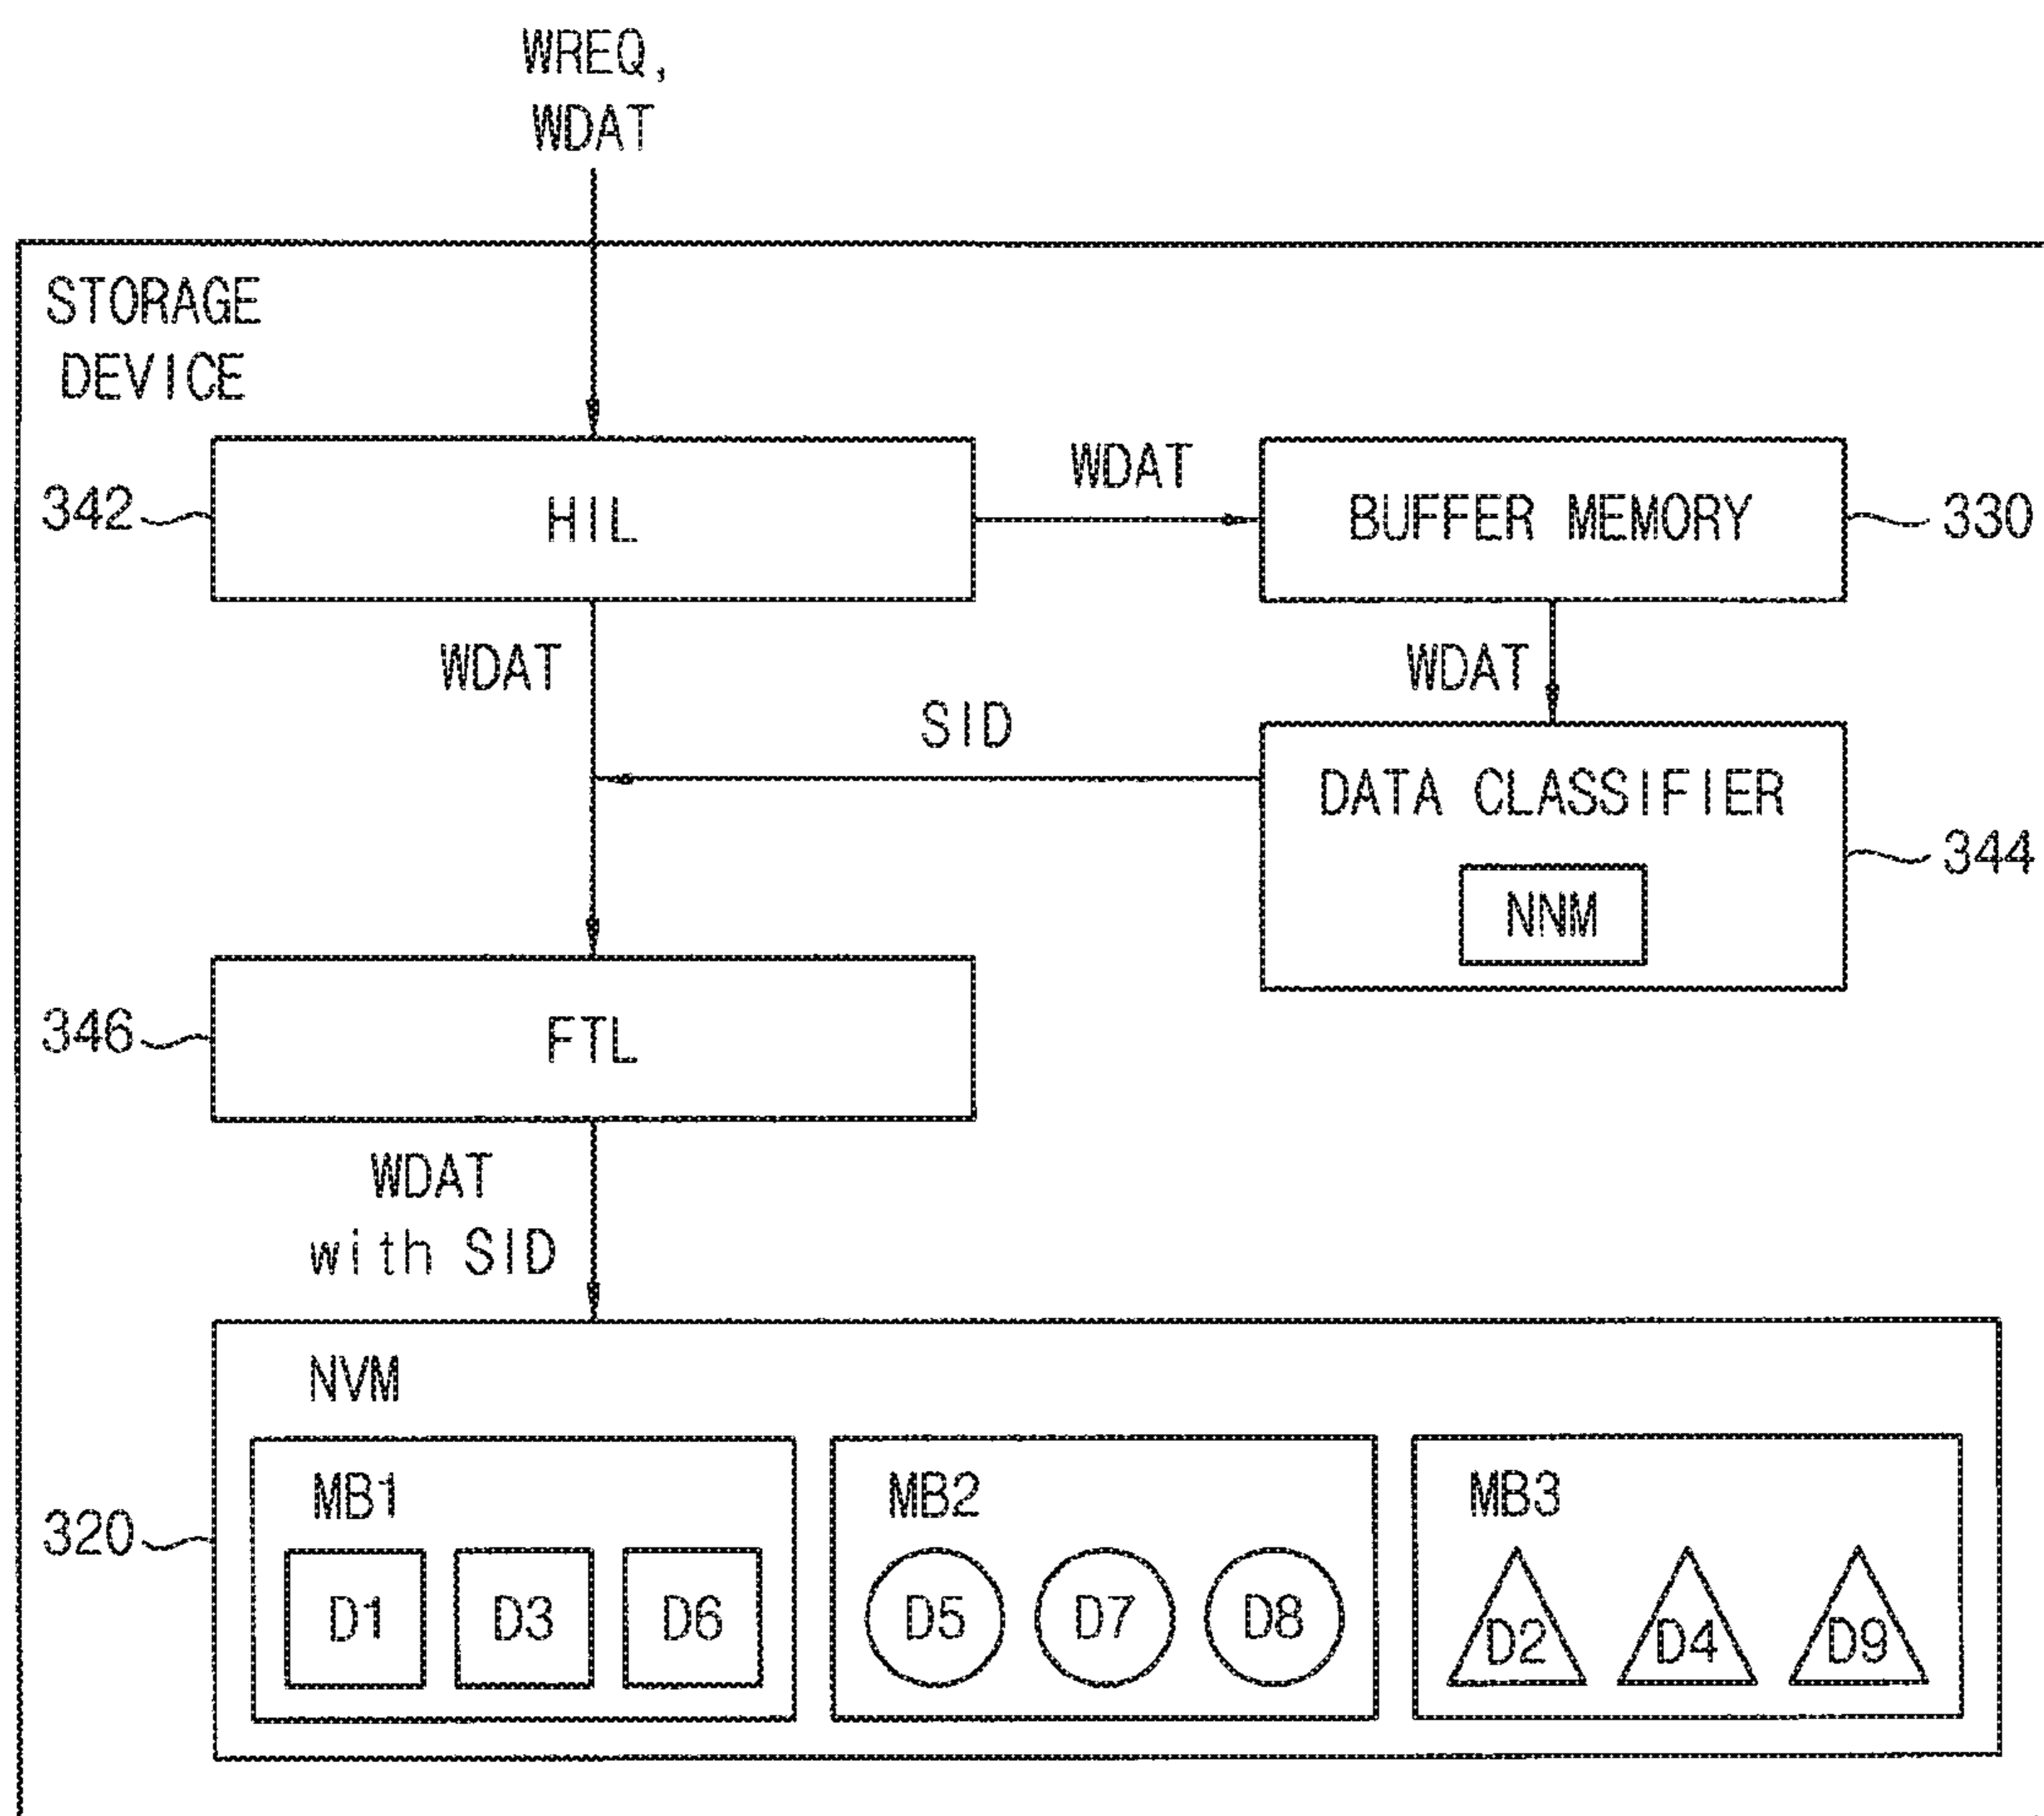 WREQ,
WDAT
STORAGE
DEVICE
342
HIL
WDAT
BUFFER MEMORY
330
WDAT
WDAT
SID
DATA CLASSIFIER
344
NNM
346
FTL
WDAT
with SID
NVM
320
MB1
D1 D3 D6
MB2
D5 D7 D8
MB3
D2 D4 D9